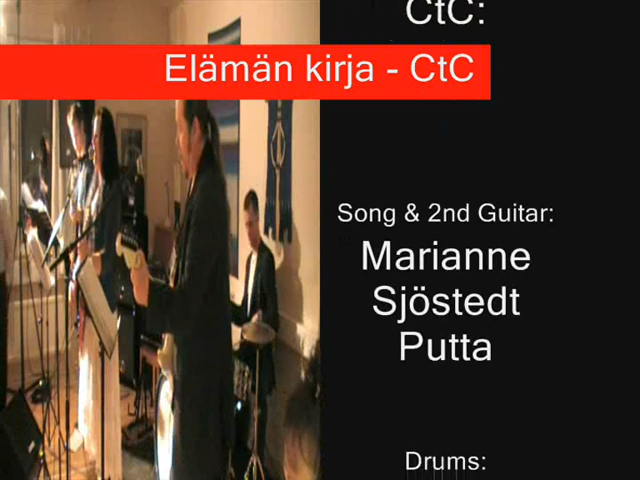 CtC:
Elämän kirja - CtC
Song & 2nd Guitar:
Marianne
Sjöstedt
Putta
Drums: